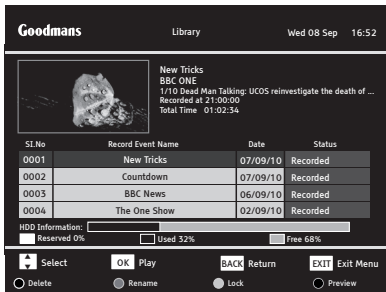 Goodmans Library Wed 08 Sep 16:52
New Tricks
BBC ONE
1/10 Dead Man Talking: UCOS reinvestigate the death of ...
Recorded at 21:00:00
Total Time 01:02:34
SI.No Record Event Name Date Status
0001 New Tricks 07/09/10 Recorded
0002 Countdown 07/09/10 Recorded
0003 BBC News 06/09/10 Recorded
0004 The One Show 02/09/10 Recorded
HDD Information:
Reserved 0% Used 32% Free 68%
Select OK Play BACK Return EXIT Exit Menu
Delete Rename Lock Preview